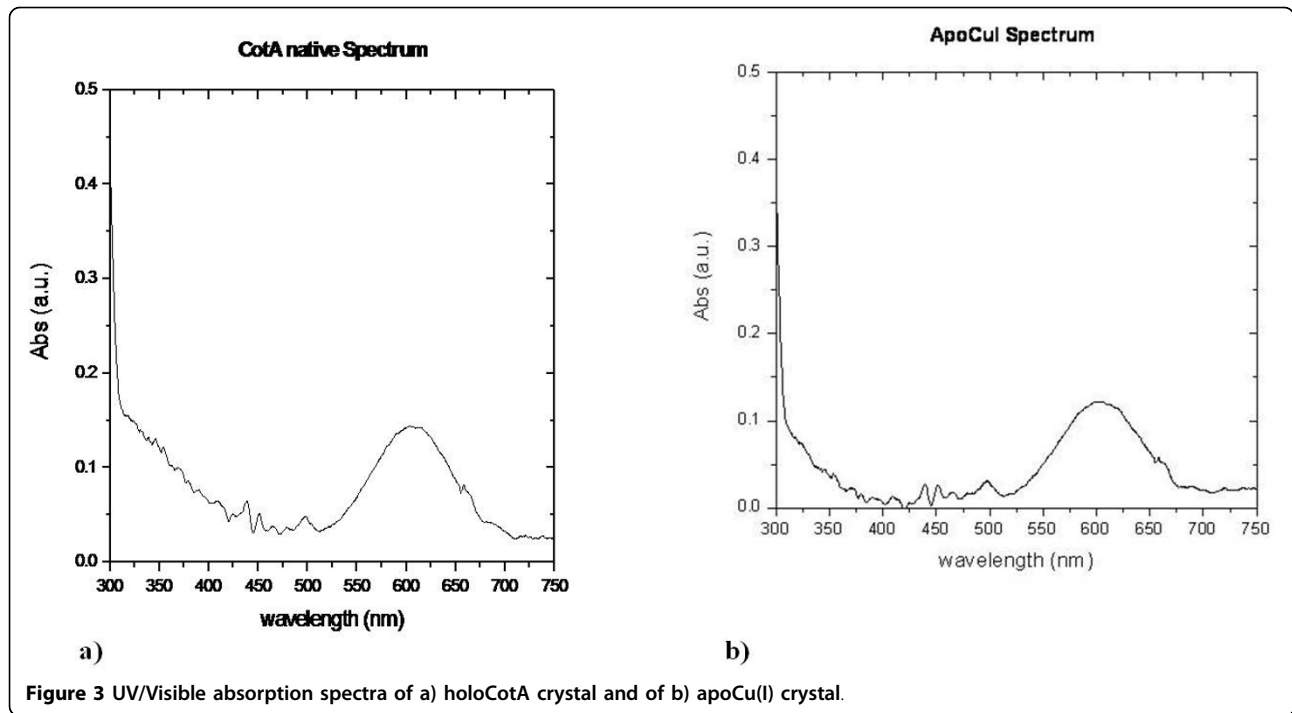 CotA native Spectrum
0.5
0.4
0.3
0.2
0.1
0.0
Abs (a.u.)
300 350 400 450 500 550 600 650 700 750
wavelength (nm)
a)
ApoCuI Spectrum
0.5
0.4
0.3
0.2
0.1
0.0
Abs (a.u.)
300 350 400 450 500 550 600 650 700 750
wavelength (nm)
b)
Figure 3 UV/Visible absorption spectra of a) holoCotA crystal and of b) apoCu(I) crystal.